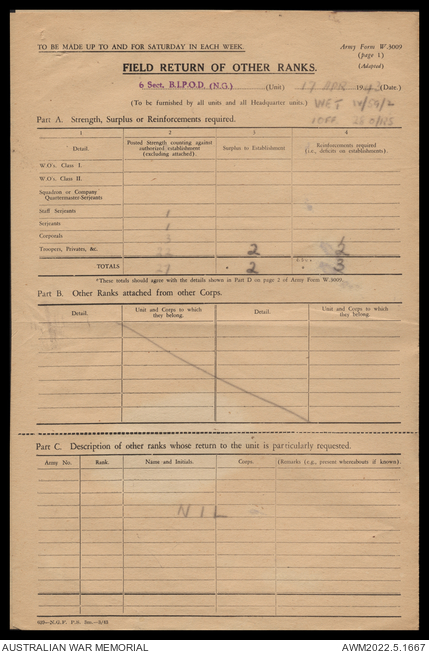 TO BE MADE UP TO AND FOR SATURDAY IN EACH WEEK.
Army Form W.3009
(page 1)
(Adapted)
FIELD RETURN OF OTHER RANKS.
6 Sect. B.I.P.O.D. (N.G.) (Unit) 17 APR 1943 (Date.)
(To be furnished by all units and all Headquarter units.)
Part A. Strength, Surplus or Reinforcements required.
1 2 3 4
Detail. Posted Strength counting against authorized establishment (excluding attached). Surplus to Establishment Reinforcements required (i.e., deficits on establishments).
W.O's. Class I.
W.O's. Class II.
Squadron or Company Quartermaster-Serjeants
Staff Serjeants 1
Serjeants 1
Corporals 1
Troopers, Privates, &c. 2 2
TOTALS * 2 * 3
*These totals should agree with the details shown in Part D on page 2 of Army Form W.3009.
Part B. Other Ranks attached from other Corps.
Detail. Unit and Corps to which they belong. Detail. Unit and Corps to which they belong.
Part C. Description of other ranks whose return to the unit is particularly requested.
Army No. Rank. Name and Initials. Corps. (Remarks (e.g., present whereabouts if known).
NIL
AUSTRALIAN WAR MEMORIAL
AWM2022.5.1667